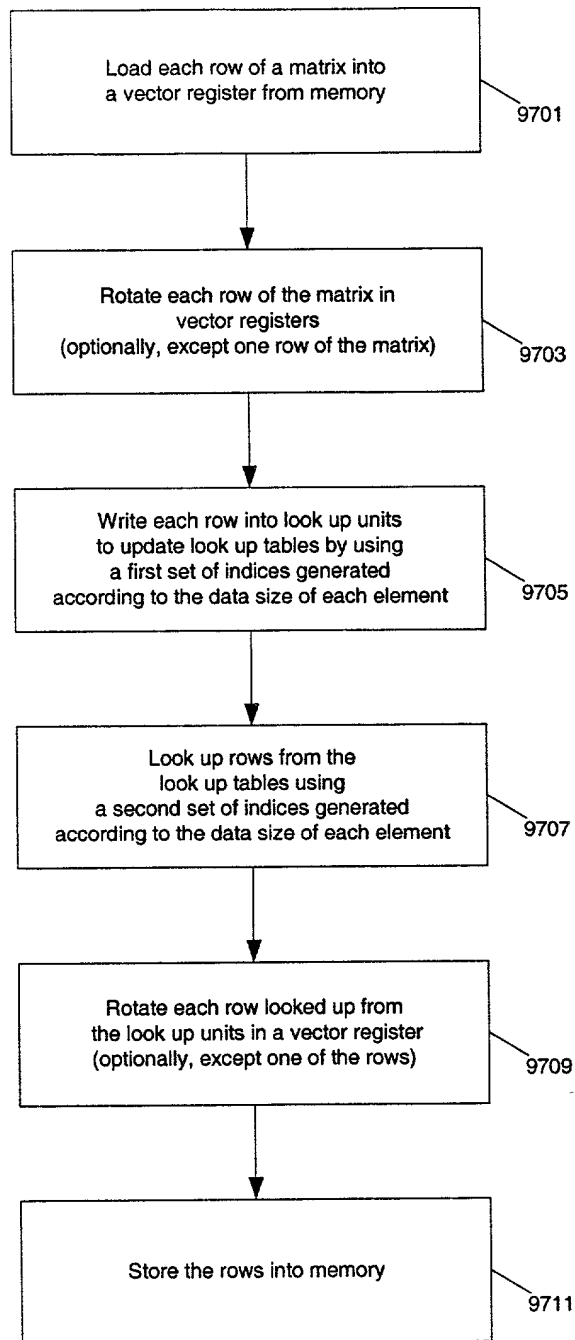 Load each row of a matrix into
a vector register from memory
9701
Rotate each row of the matrix in
vector registers
(optionally, except one row of the matrix)
9703
Write each row into look up units
to update look up tables by using
a first set of indices generated
according to the data size of each element
9705
Look up rows from the
look up tables using
a second set of indices generated
according to the data size of each element
9707
Rotate each row looked up from
the look up units in a vector register
(optionally, except one of the rows)
9709
Store the rows into memory
9711